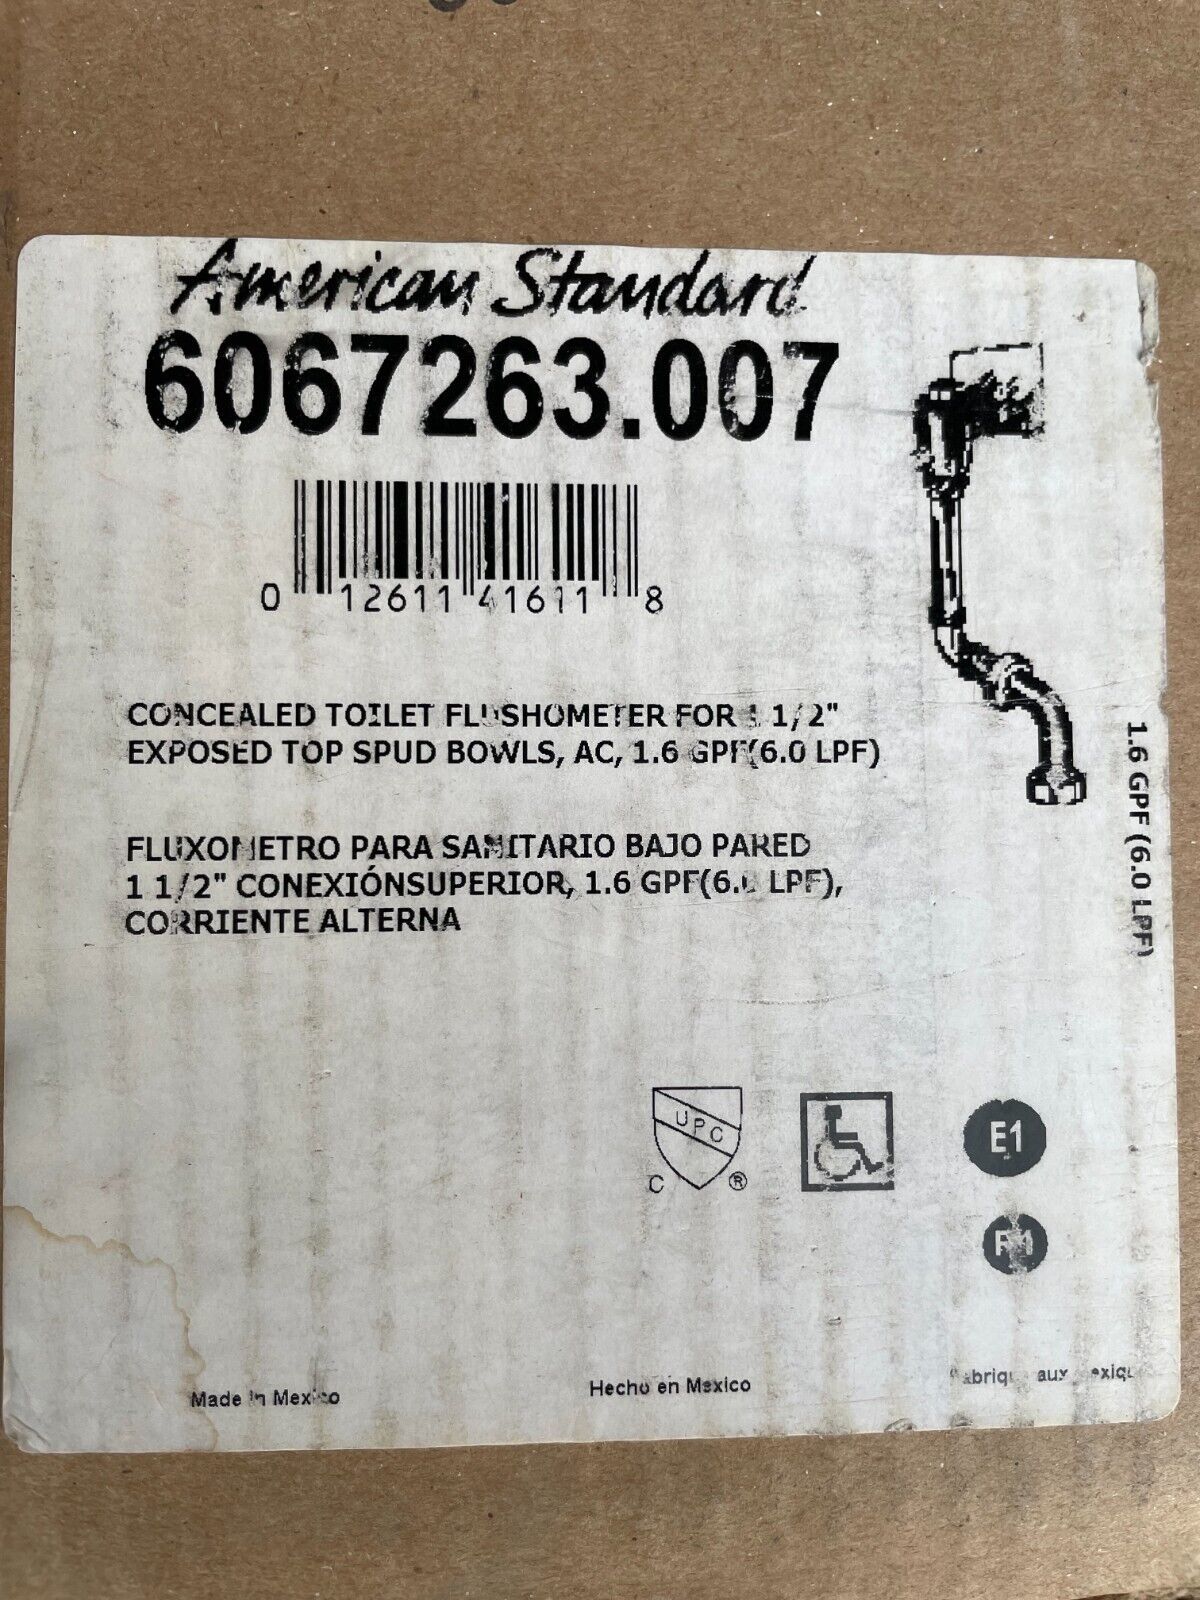 American Standard
6067263.007
0 12611 41611 8
CONCEALED TOILET FLUSHOMETER FOR 1 1/2"
EXPOSED TOP SPUD BOWLS, AC, 1.6 GPF(6.0 LPF)
FLUXOMETRO PARA SANITARIO BAJO PARED
1 1/2" CONEXIÓNSUPERIOR, 1.6 GPF(6.0 LPF),
CORRIENTE ALTERNA
1.6 GPF (6.0 LPF)
UPC
C ®
E1
Made in Mexico
Hecho en Mexico
aux